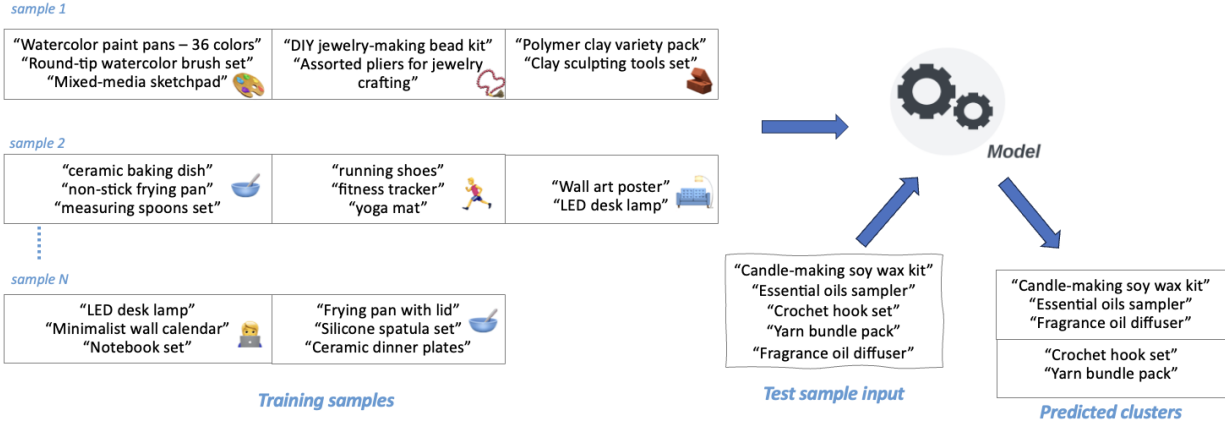 sample 1
“Watercolor paint pans – 36 colors”
“Round-tip watercolor brush set”
“Mixed-media sketchpad”
“DIY jewelry-making bead kit”
“Assorted pliers for jewelry
crafting”
“Polymer clay variety pack”
“Clay sculpting tools set”
sample 2
“ceramic baking dish”
“non-stick frying pan”
“measuring spoons set”
“running shoes”
“fitness tracker”
“yoga mat”
“Wall art poster”
“LED desk lamp”
sample N
“LED desk lamp”
“Minimalist wall calendar”
“Notebook set”
“Frying pan with lid”
“Silicone spatula set”
“Ceramic dinner plates”
Training samples
Model
“Candle-making soy wax kit”
“Essential oils sampler”
“Crochet hook set”
“Yarn bundle pack”
“Fragrance oil diffuser”
Test sample input
“Candle-making soy wax kit”
“Essential oils sampler”
“Fragrance oil diffuser”
“Crochet hook set”
“Yarn bundle pack”
Predicted clusters